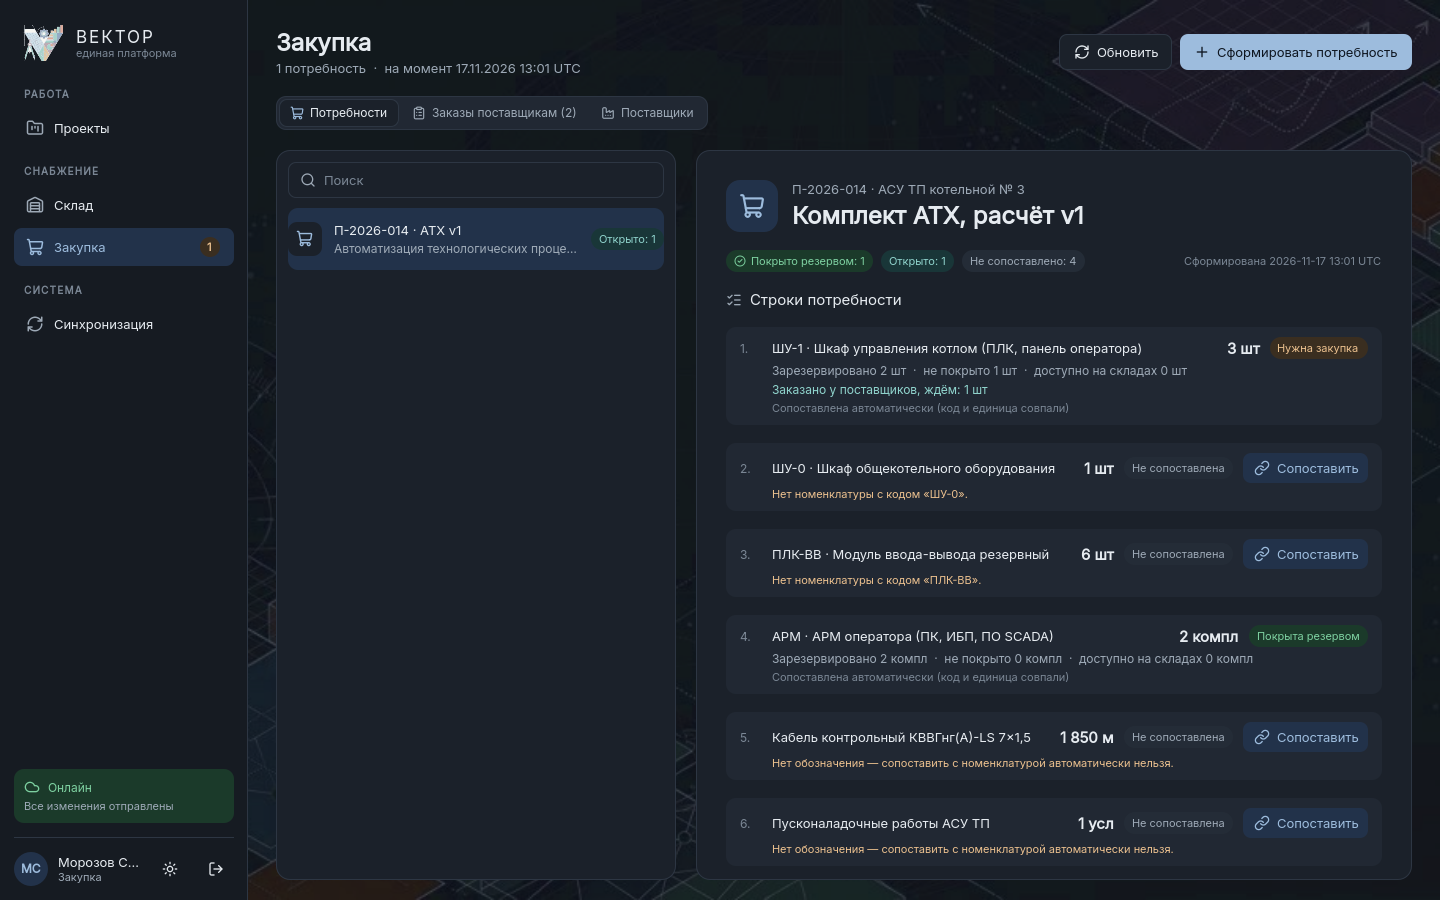 ВЕКТОР
единая платформа
РАБОТА
Проекты
СНАБЖЕНИЕ
Склад
Закупка 1
СИСТЕМА
Синхронизация
Онлайн
Все изменения отправлены
МС
Морозов С...
Закупка
Закупка
1 потребность · на момент 17.11.2026 13:01 UTC
Обновить
Сформировать потребность
Потребности
Заказы поставщикам (2)
Поставщики
Поиск
П-2026-014 · АТХ v1
Автоматизация технологических проце...
Открыто: 1
П-2026-014 · АСУ ТП котельной № 3
Комплект АТХ, расчёт v1
Покрыто резервом: 1
Открыто: 1
Не сопоставлено: 4
Сформирована 2026-11-17 13:01 UTC
Строки потребности
1. ШУ-1 · Шкаф управления котлом (ПЛК, панель оператора) 3 шт Нужна закупка
Зарезервировано 2 шт · не покрыто 1 шт · доступно на складах 0 шт
Заказано у поставщиков, ждём: 1 шт
Сопоставлена автоматически (код и единица совпали)
2. ШУ-0 · Шкаф общекотельного оборудования 1 шт Не сопоставлена Сопоставить
Нет номенклатуры с кодом «ШУ-0».
3. ПЛК-ВВ · Модуль ввода-вывода резервный 6 шт Не сопоставлена Сопоставить
Нет номенклатуры с кодом «ПЛК-ВВ».
4. АРМ · АРМ оператора (ПК, ИБП, ПО SCADA) 2 компл Покрыта резервом
Зарезервировано 2 компл · не покрыто 0 компл · доступно на складах 0 компл
Сопоставлена автоматически (код и единица совпали)
5. Кабель контрольный КВВГнг(А)-LS 7×1,5 1 850 м Не сопоставлена Сопоставить
Нет обозначения — сопоставить с номенклатурой автоматически нельзя.
6. Пусконаладочные работы АСУ ТП 1 усл Не сопоставлена Сопоставить
Нет обозначения — сопоставить с номенклатурой автоматически нельзя.